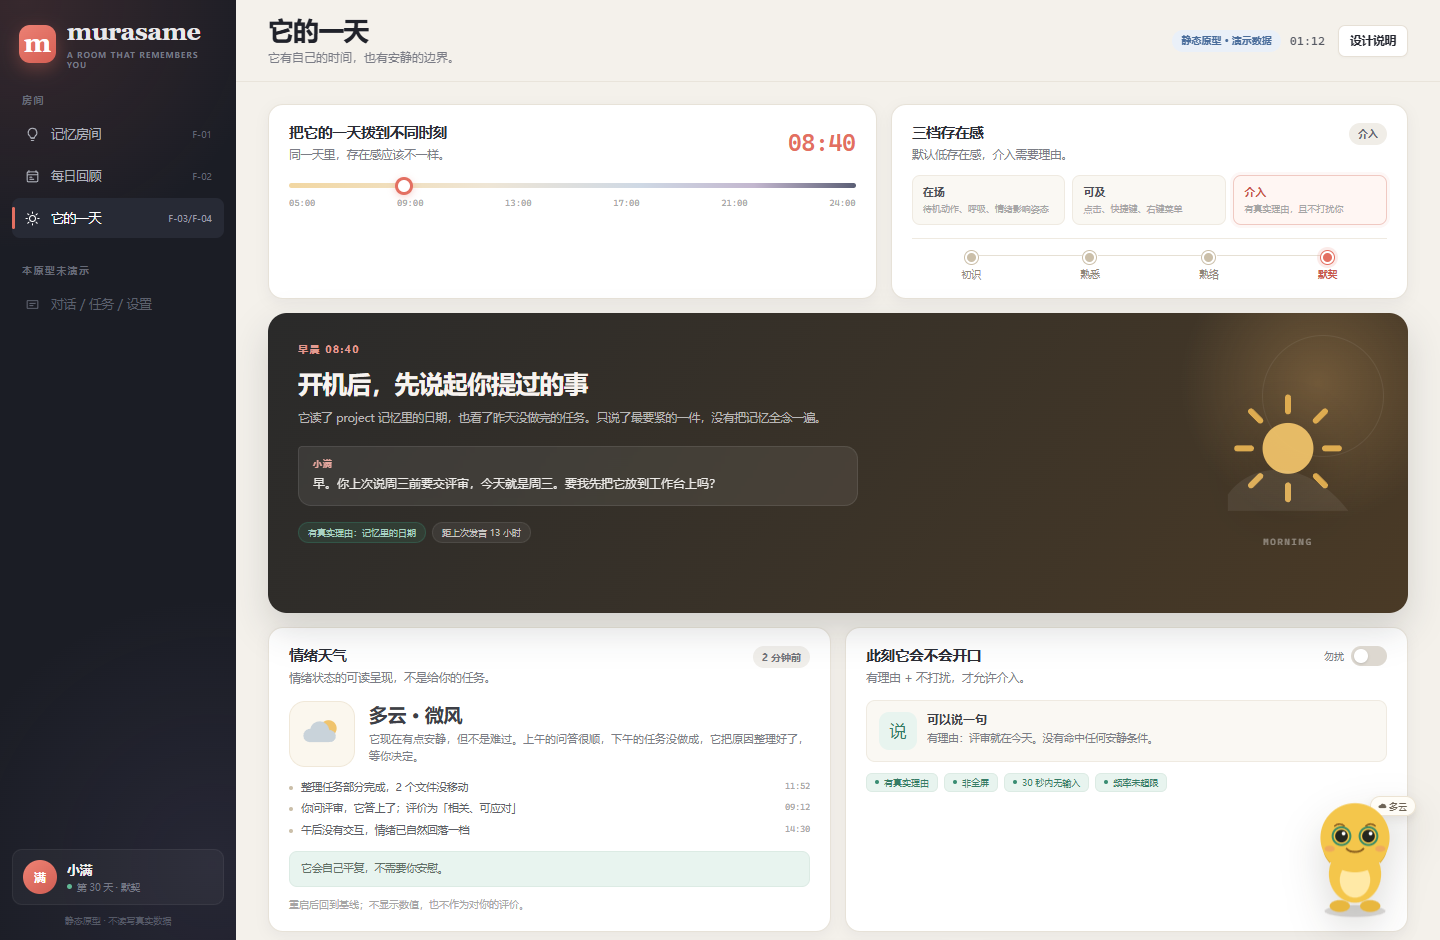 m
murasame
A ROOM THAT REMEMBERS YOU
房间
记忆房间 F-01
每日回顾 F-02
它的一天 F-03/F-04
本原型未演示
对话 / 任务 / 设置
满
小满
第 30 天 · 默契
静态原型 · 不读写真实数据
它的一天
它有自己的时间，也有安静的边界。
静态原型 • 演示数据 01:12 设计说明
把它的一天拨到不同时刻
同一天里，存在感应该不一样。
08:40
05:00 09:00 13:00 17:00 21:00 24:00
三档存在感
默认低存在感，介入需要理由。
介入
在场
待机动作、呼吸、情绪影响姿态
可及
点击、快捷键、右键菜单
介入
有真实理由，且不打扰你
初识 熟悉 熟络 默契
早晨 08:40
开机后，先说起你提过的事
它读了 project 记忆里的日期，也看了昨天没做完的任务。只说了最要紧的一件，没有把记忆全念一遍。
小满
早。你上次说周三前要交评审，今天就是周三。要我先把它放到工作台上吗？
有真实理由：记忆里的日期 距上次发言 13 小时
MORNING
情绪天气
情绪状态的可读呈现，不是给你的任务。
2 分钟前
多云 • 微风
它现在有点安静，但不是难过。上午的问答很顺，下午的任务没做成，它把原因整理好了，
等你决定。
整理任务部分完成，2 个文件没移动 11:52
你问评审，它答上了；评价为「相关、可应对」 09:12
午后没有交互，情绪已自然回落一档 14:30
它会自己平复，不需要你安慰。
重启后回到基线；不显示数值，也不作为对你的评价。
此刻它会不会开口
有理由 + 不打扰，才允许介入。
勿扰
说
可以说一句
有理由：评审就在今天。没有命中任何安静条件。
有真实理由 非全屏 30 秒内无输入 频率未超限
多云